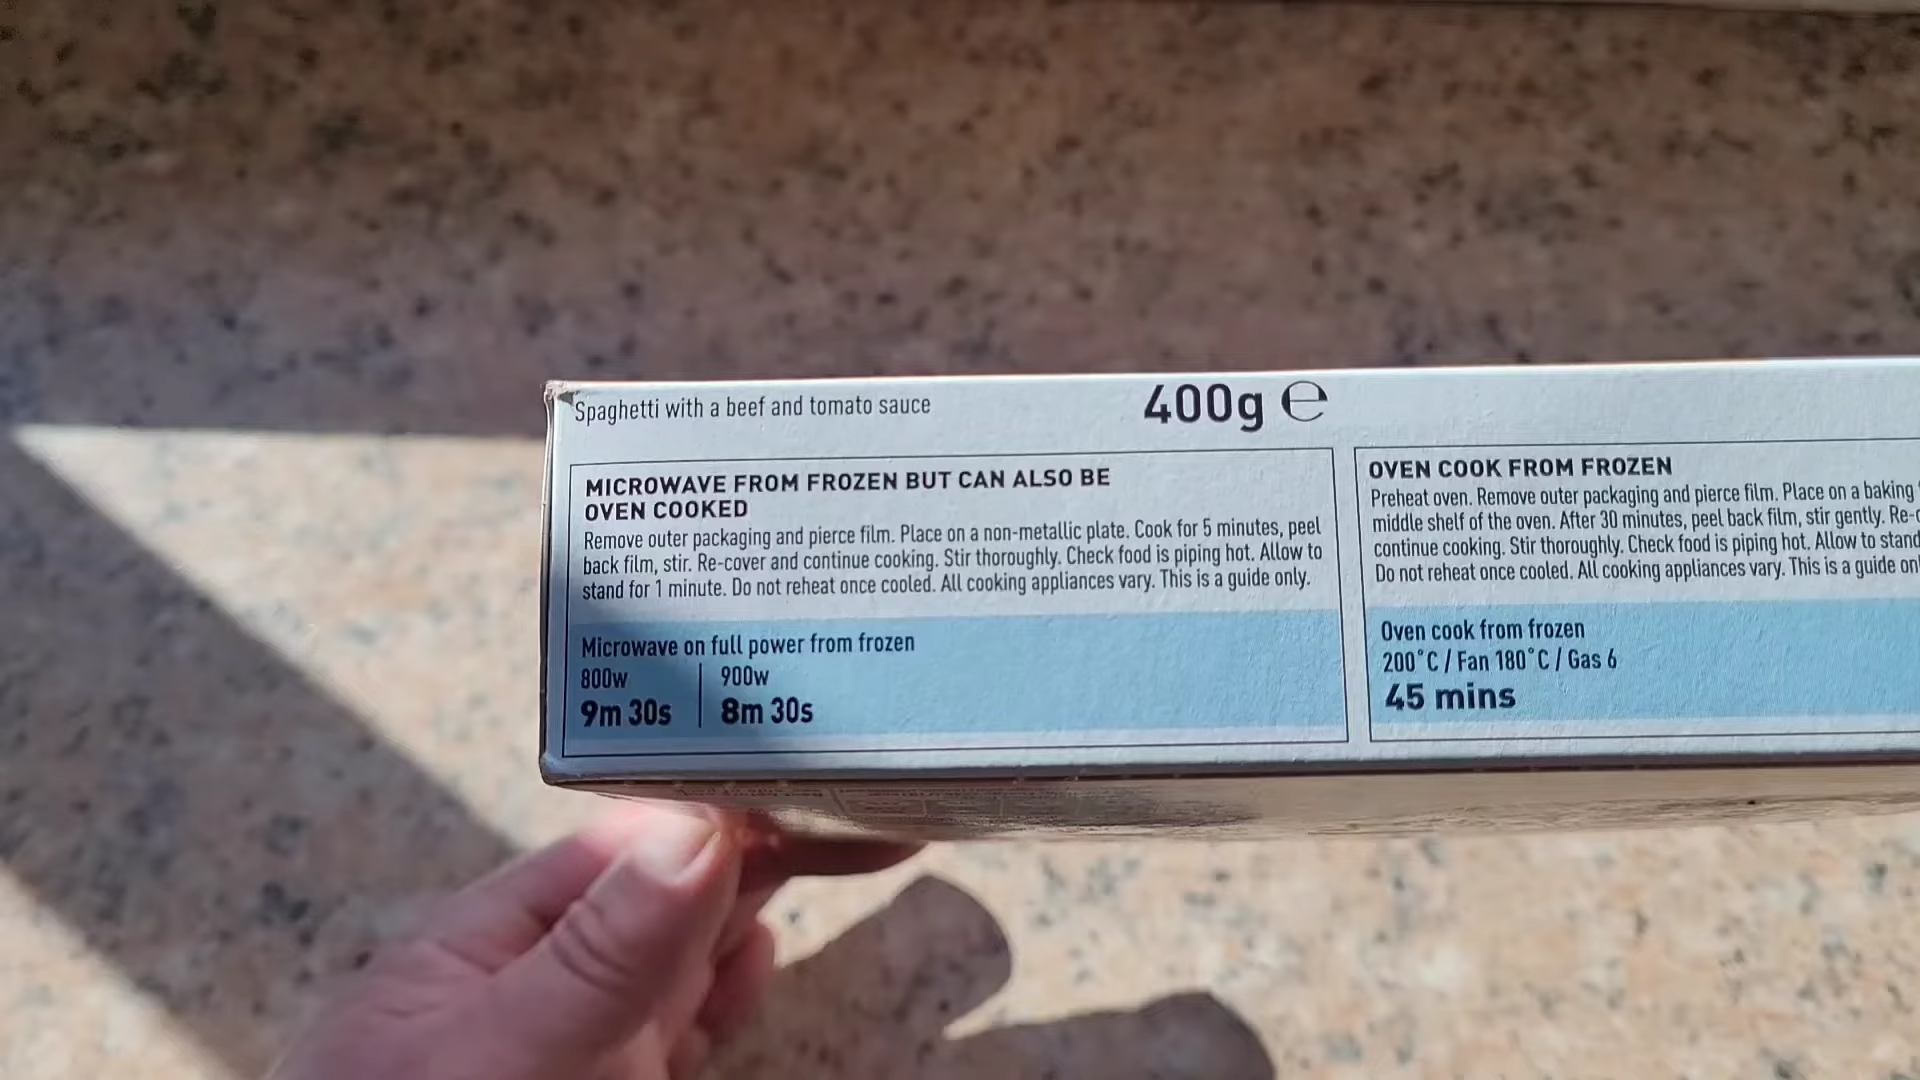 Spaghetti with a beef and tomato sauce
400g ℮
MICROWAVE FROM FROZEN BUT CAN ALSO BE
OVEN COOKED
Remove outer packaging and pierce film. Place on a non-metallic plate. Cook for 5 minutes, peel
back film, stir. Re-cover and continue cooking. Stir thoroughly. Check food is piping hot. Allow to
stand for 1 minute. Do not reheat once cooled. All cooking appliances vary. This is a guide only.
Microwave on full power from frozen
800w
900w
9m 30s
8m 30s
OVEN COOK FROM FROZEN
Preheat oven. Remove outer packaging and pierce film. Place on a baking
middle shelf of the oven. After 30 minutes, peel back film, stir gently. Re-
continue cooking. Stir thoroughly. Check food is piping hot. Allow to stand
Do not reheat once cooled. All cooking appliances vary. This is a guide
Oven cook from frozen
200°C / Fan 180°C / Gas 6
45 mins